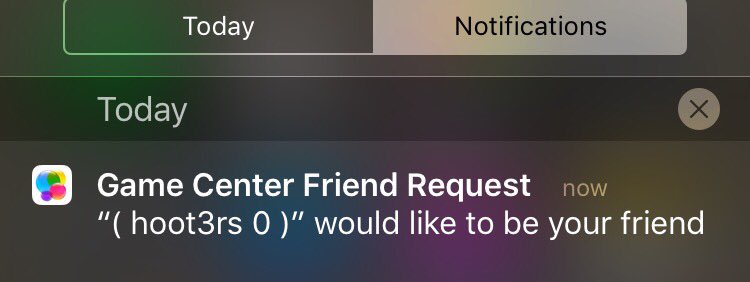 Today Notifications
Today
Game Center Friend Request now
“( hoot3rs 0 )” would like to be your friend